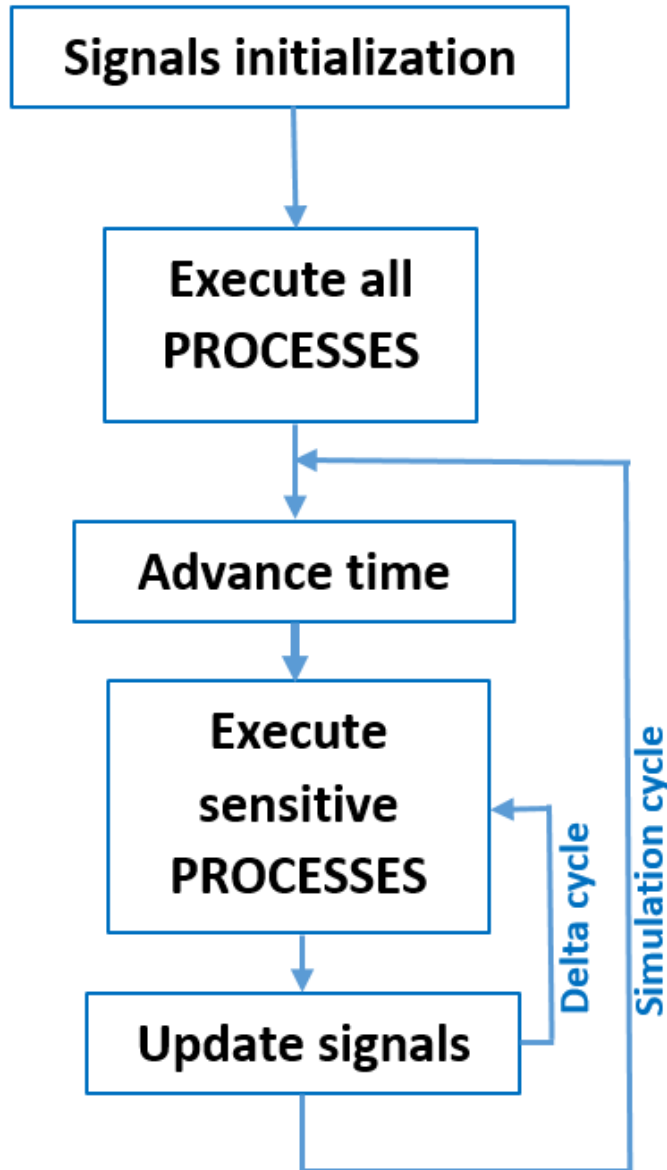 Signals initialization
Execute all
PROCESSES
Advance time
Execute
sensitive
PROCESSES
Update signals
Delta cycle
Simulation cycle